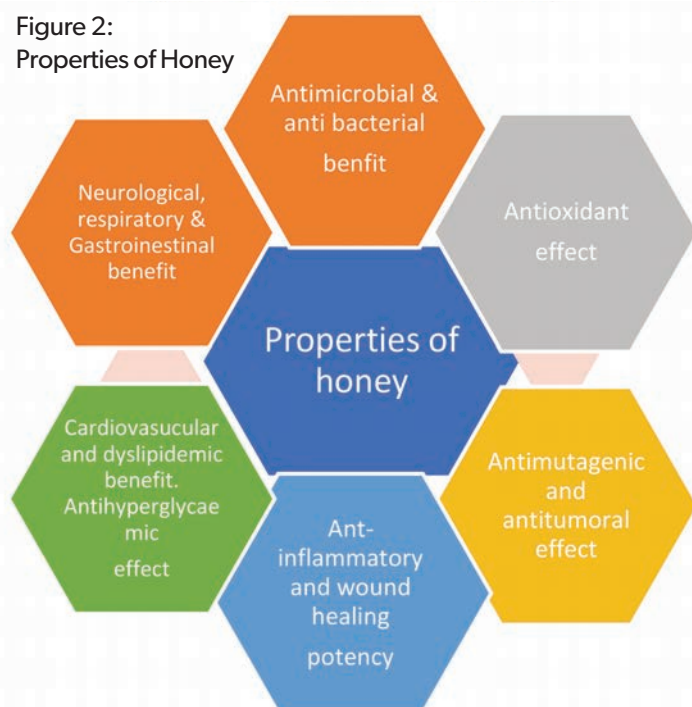 Figure 2:
Properties of Honey
Antimicrobial &
anti bacterial
benfit
Neurological,
respiratory &
Gastroinestinal
benefit
Antioxidant
effect
Properties of
honey
Cardiovasucular
and dyslipidemic
benefit.
Antihyperglycae
mic
effect
Antimutagenic
and
antitumoral
effect
Ant-
inflammatory
and wound
healing
potency